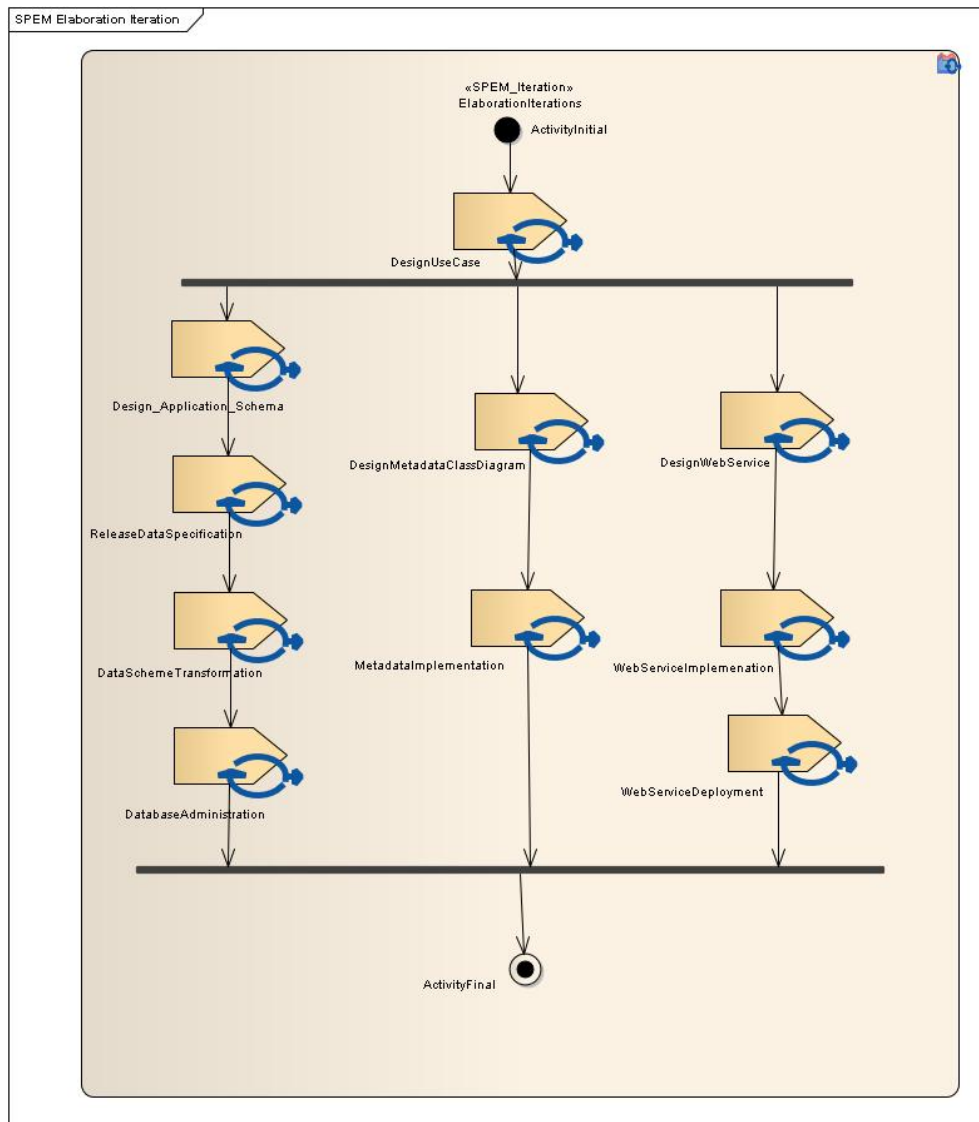 SPEM Elaboration Iteration
«SPEM_Iteration»
ElaborationIterations
ActivityInitial
DesignUseCase
Design_Application_Schema
DesignMetadataClassDiagram
DesignWebService
ReleaseDataSpecification
DataSchemeTransformation
MetadataImplementation
WebServiceImplemenation
DatabaseAdministration
WebServiceDeployment
ActivityFinal